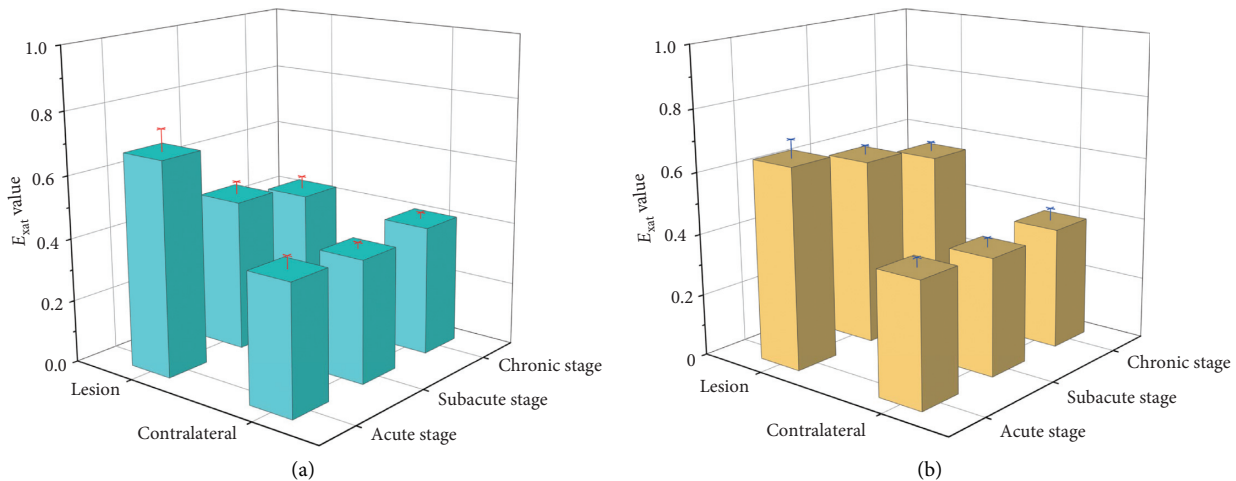 1.0
0.8
0.6
0.4
0.2
0.0
E_xat value
Lesion
Contralateral
Acute stage
Subacute stage
Chronic stage
(a)
1.0
0.8
0.6
0.4
0.2
0
E_xat value
Lesion
Contralateral
Acute stage
Subacute stage
Chronic stage
(b)